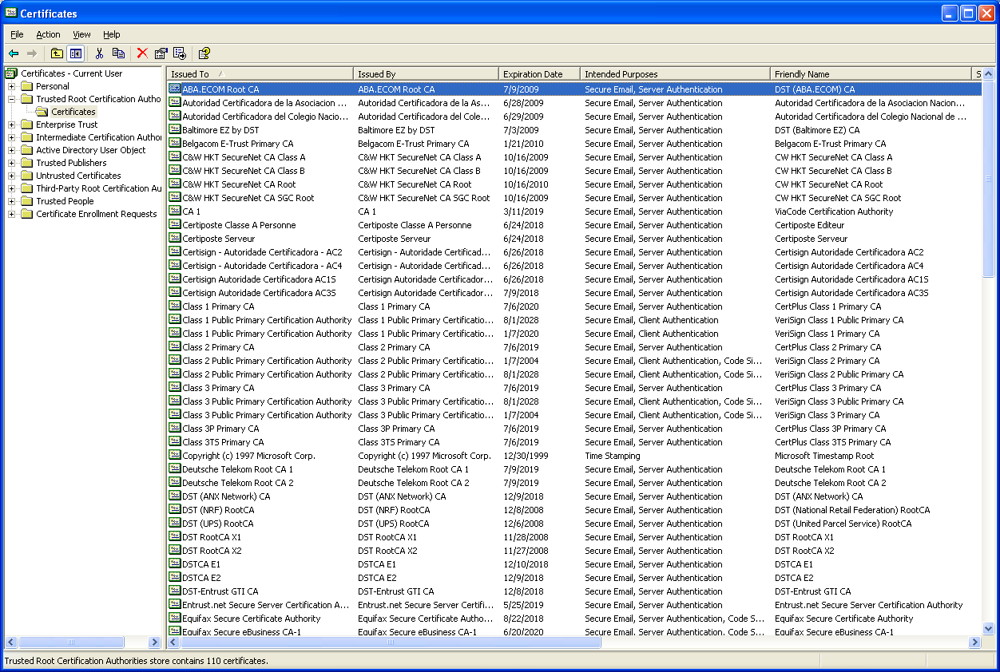 Certificates
File Action View Help
Certificates - Current User
Personal
Trusted Root Certification Autho
Certificates
Enterprise Trust
Intermediate Certification Author
Active Directory User Object
Trusted Publishers
Untrusted Certificates
Third-Party Root Certification Au
Trusted People
Certificate Enrollment Requests
Issued To Issued By Expiration Date Intended Purposes Friendly Name S
ABA.ECOM Root CA ABA.ECOM Root CA 7/9/2009 Secure Email, Server Authentication DST (ABA.ECOM) CA
Autoridad Certificadora de la Asociacion ... Autoridad Certificadora de la As... 6/28/2009 Secure Email, Server Authentication Autoridad Certificadora de la Asociacion Nacion...
Autoridad Certificadora del Colegio Nacio... Autoridad Certificadora del Cole... 6/29/2009 Secure Email, Server Authentication Autoridad Certificadora del Colegio Nacional de ...
Baltimore EZ by DST Baltimore EZ by DST 7/3/2009 Secure Email, Server Authentication DST (Baltimore EZ) CA
Belgacom E-Trust Primary CA Belgacom E-Trust Primary CA 1/21/2010 Secure Email, Server Authentication Belgacom E-Trust Primary CA
C&W HKT SecureNet CA Class A C&W HKT SecureNet CA Class A 10/16/2009 Secure Email, Server Authentication CW HKT SecureNet CA Class A
C&W HKT SecureNet CA Class B C&W HKT SecureNet CA Class B 10/16/2009 Secure Email, Server Authentication CW HKT SecureNet CA Class B
C&W HKT SecureNet CA Root C&W HKT SecureNet CA Root 10/16/2010 Secure Email, Server Authentication CW HKT SecureNet CA Root
C&W HKT SecureNet CA SGC Root C&W HKT SecureNet CA SGC Root 10/16/2009 Secure Email, Server Authentication CW HKT SecureNet CA SGC Root
CA 1 CA 1 3/11/2019 Secure Email, Server Authentication ViaCode Certification Authority
Certiposte Classe A Personne Certiposte Classe A Personne 6/24/2018 Secure Email, Server Authentication Certiposte Editeur
Certiposte Serveur Certiposte Serveur 6/24/2018 Secure Email, Server Authentication Certiposte Serveur
Certisign - Autoridade Certificadora - AC2 Certisign - Autoridade Certificad... 6/26/2018 Secure Email, Server Authentication Certisign Autoridade Certificadora AC2
Certisign - Autoridade Certificadora - AC4 Certisign - Autoridade Certificad... 6/26/2018 Secure Email, Server Authentication Certisign Autoridade Certificadora AC4
Certisign Autoridade Certificadora AC1S Certisign Autoridade Certificador... 6/26/2018 Secure Email, Server Authentication Certisign Autoridade Certificadora AC1S
Certisign Autoridade Certificadora AC3S Certisign Autoridade Certificador... 7/9/2018 Secure Email, Server Authentication Certisign Autoridade Certificadora AC3S
Class 1 Primary CA Class 1 Primary CA 7/6/2020 Secure Email, Server Authentication CertPlus Class 1 Primary CA
Class 1 Public Primary Certification Authority Class 1 Public Primary Certificatio... 8/1/2028 Secure Email, Client Authentication VeriSign Class 1 Public Primary CA
Class 1 Public Primary Certification Authority Class 1 Public Primary Certificatio... 1/7/2020 Secure Email, Client Authentication VeriSign Class 1 Primary CA
Class 2 Primary CA Class 2 Primary CA 7/6/2019 Secure Email, Server Authentication CertPlus Class 2 Primary CA
Class 2 Public Primary Certification Authority Class 2 Public Primary Certificatio... 1/7/2004 Secure Email, Client Authentication, Code Si... VeriSign Class 2 Primary CA
Class 2 Public Primary Certification Authority Class 2 Public Primary Certificatio... 8/1/2028 Secure Email, Client Authentication, Code Si... VeriSign Class 2 Public Primary CA
Class 3 Primary CA Class 3 Primary CA 7/6/2019 Secure Email, Server Authentication CertPlus Class 3 Primary CA
Class 3 Public Primary Certification Authority Class 3 Public Primary Certificatio... 8/1/2028 Secure Email, Client Authentication, Code Si... VeriSign Class 3 Public Primary CA
Class 3 Public Primary Certification Authority Class 3 Public Primary Certificatio... 1/7/2004 Secure Email, Client Authentication, Code Si... VeriSign Class 3 Primary CA
Class 3P Primary CA Class 3P Primary CA 7/6/2019 Secure Email, Server Authentication CertPlus Class 3P Primary CA
Class 3TS Primary CA Class 3TS Primary CA 7/6/2019 Secure Email, Server Authentication CertPlus Class 3TS Primary CA
Copyright (c) 1997 Microsoft Corp. Copyright (c) 1997 Microsoft Corp. 12/30/1999 Time Stamping Microsoft Timestamp Root
Deutsche Telekom Root CA 1 Deutsche Telekom Root CA 1 7/9/2019 Secure Email, Server Authentication Deutsche Telekom Root CA 1
Deutsche Telekom Root CA 2 Deutsche Telekom Root CA 2 7/9/2019 Secure Email, Server Authentication Deutsche Telekom Root CA 2
DST (ANX Network) CA DST (ANX Network) CA 12/9/2018 Secure Email, Server Authentication DST (ANX Network) CA
DST (NRF) RootCA DST (NRF) RootCA 12/8/2008 Secure Email, Server Authentication DST (National Retail Federation) RootCA
DST (UPS) RootCA DST (UPS) RootCA 12/6/2008 Secure Email, Server Authentication DST (United Parcel Service) RootCA
DST RootCA X1 DST RootCA X1 11/28/2008 Secure Email, Server Authentication DST RootCA X1
DST RootCA X2 DST RootCA X2 11/27/2008 Secure Email, Server Authentication DST RootCA X2
DSTCA E1 DSTCA E1 12/10/2018 Secure Email, Server Authentication DSTCA E1
DSTCA E2 DSTCA E2 12/9/2018 Secure Email, Server Authentication DSTCA E2
DST-Entrust GTI CA DST-Entrust GTI CA 12/8/2018 Secure Email, Server Authentication DST-Entrust GTI CA
Entrust.net Secure Server Certification A... Entrust.net Secure Server Certifi... 5/25/2019 Secure Email, Server Authentication Entrust.net Secure Server Certification Authority
Equifax Secure Certificate Authority Equifax Secure Certificate Autho... 8/22/2018 Secure Email, Server Authentication, Code S... Equifax Secure Certificate Authority
Equifax Secure eBusiness CA-1 Equifax Secure eBusiness CA-1 6/20/2020 Secure Email, Server Authentication, Code S... Equifax Secure eBusiness CA-1
Trusted Root Certification Authorities store contains 110 certificates.